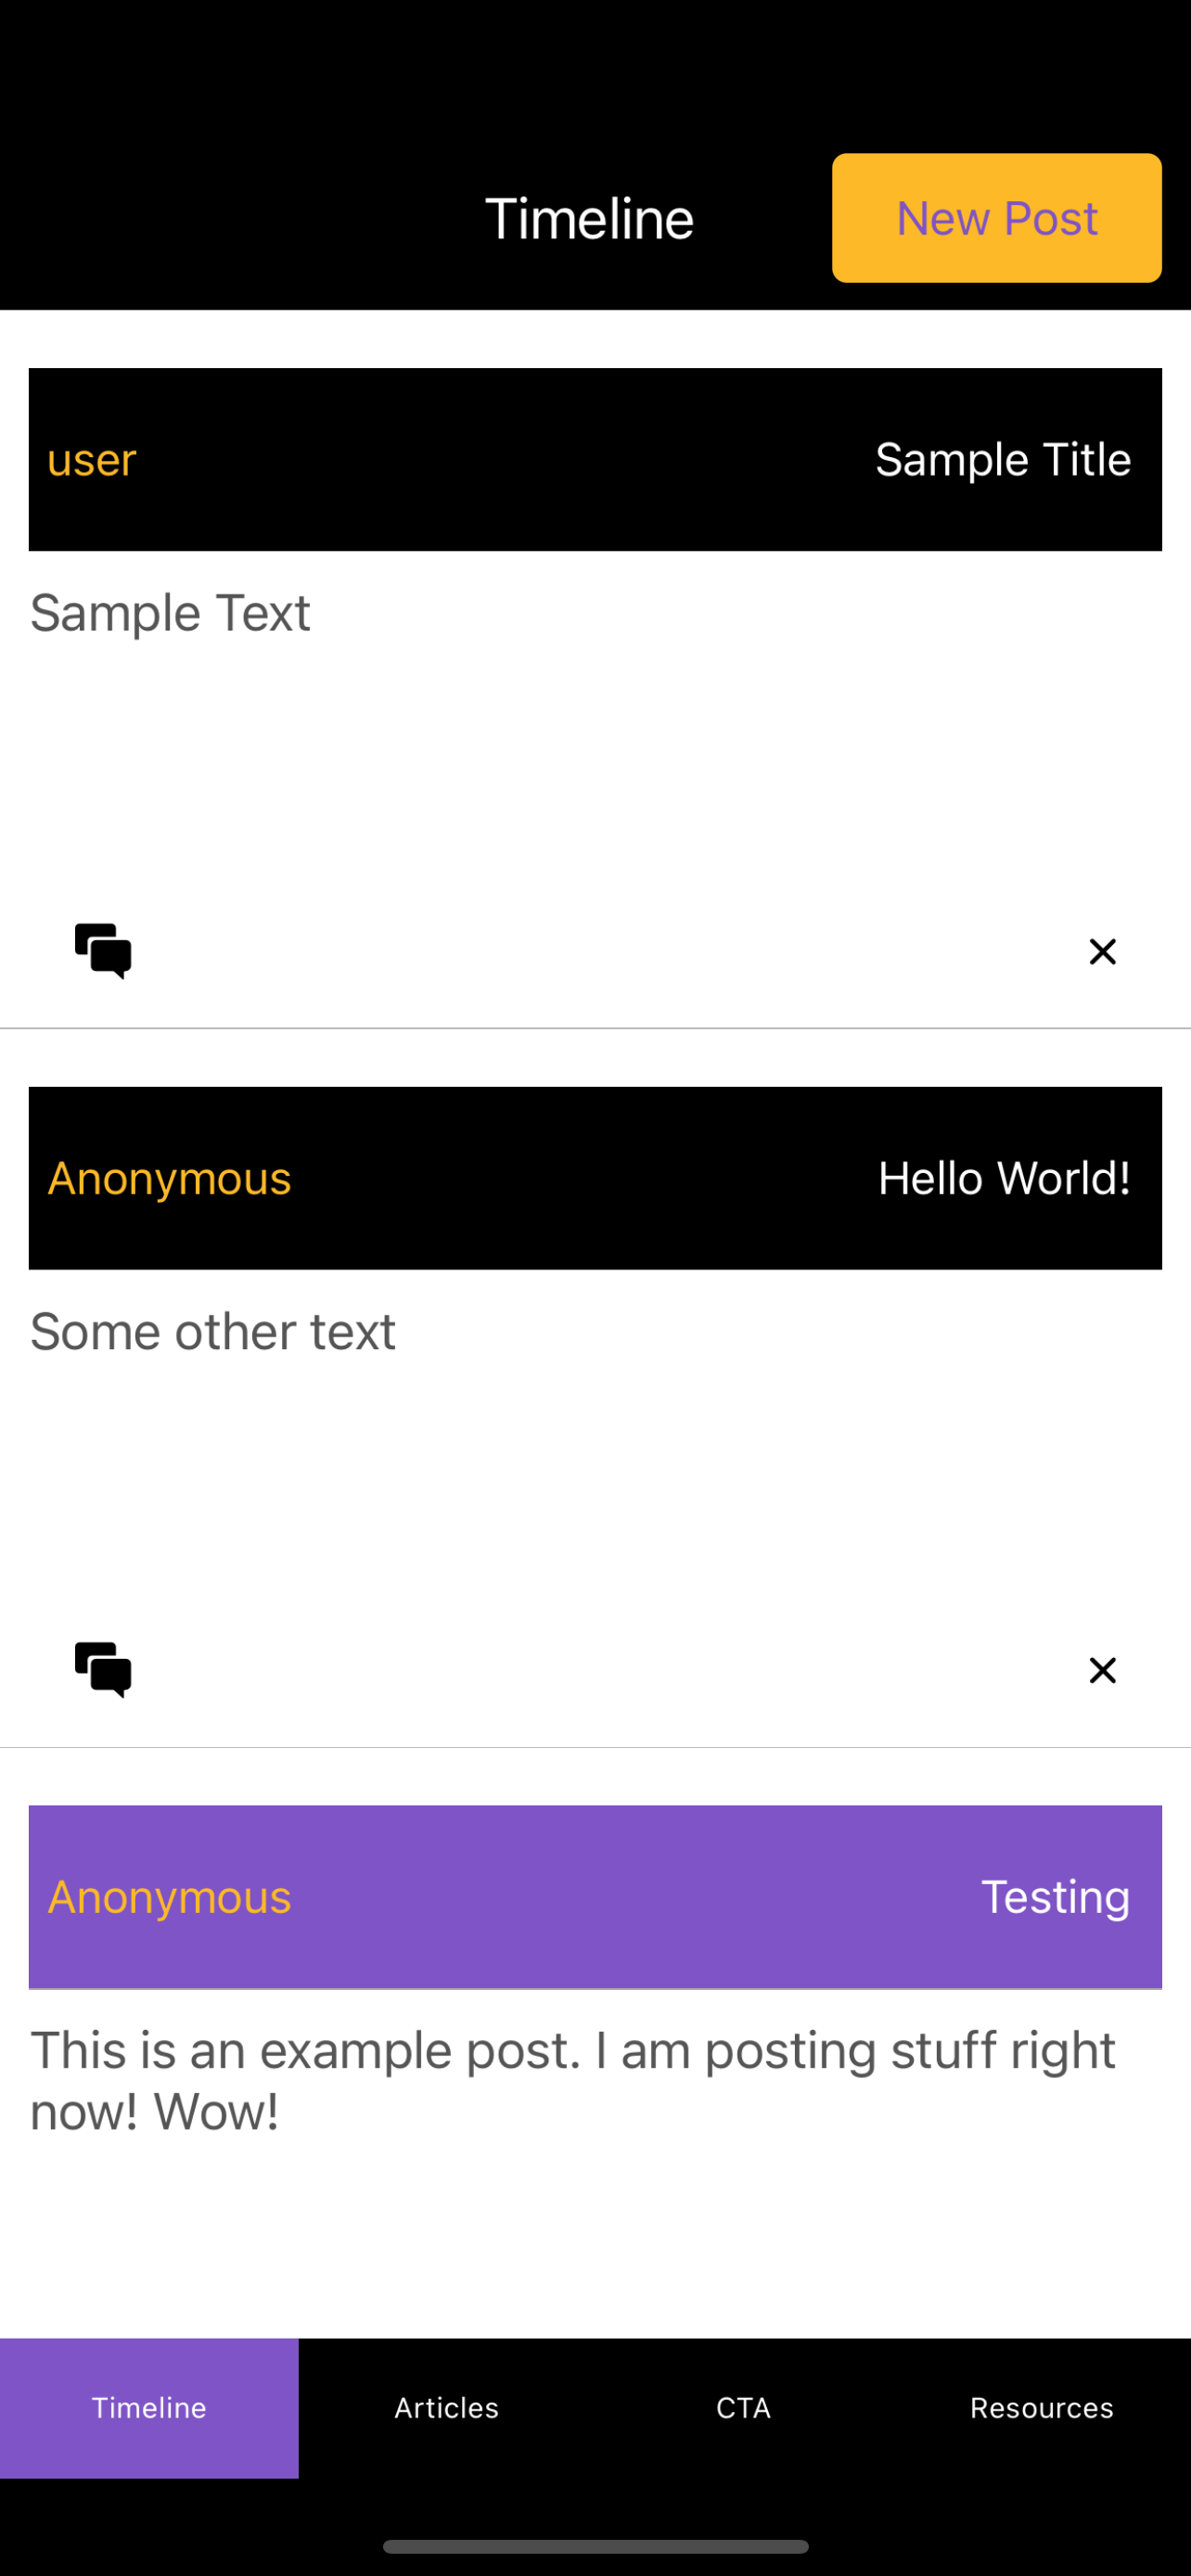 Timeline
New Post
user
Sample Title
Sample Text
Anonymous
Hello World!
Some other text
Anonymous
Testing
This is an example post. I am posting stuff right
now! Wow!
Timeline
Articles
CTA
Resources